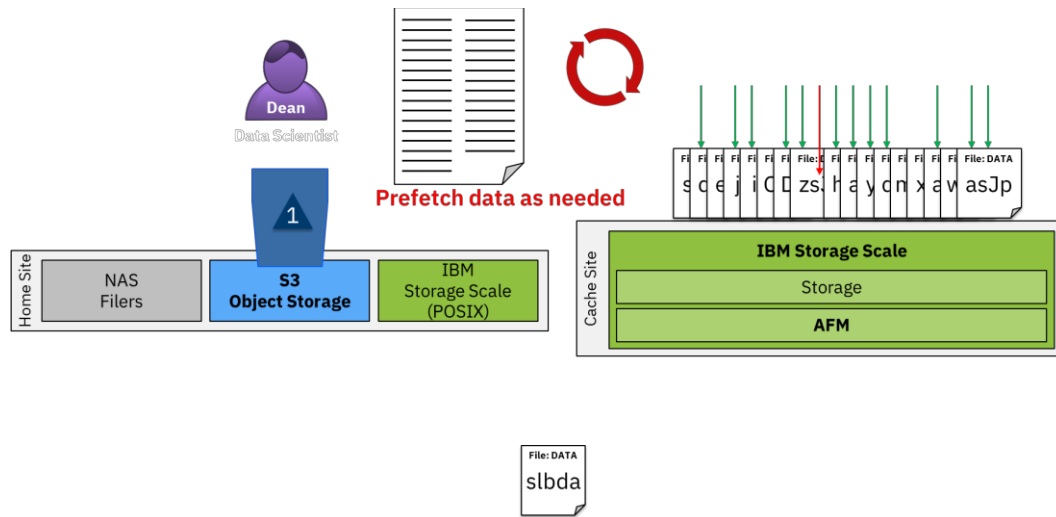 Dean
Data Scientist
Prefetch data as needed
1
Home Site
NAS
Filers
S3
Object Storage
IBM
Storage Scale
(POSIX)
File: DATA
asJp
Cache Site
IBM Storage Scale
Storage
AFM
File: DATA
slbda